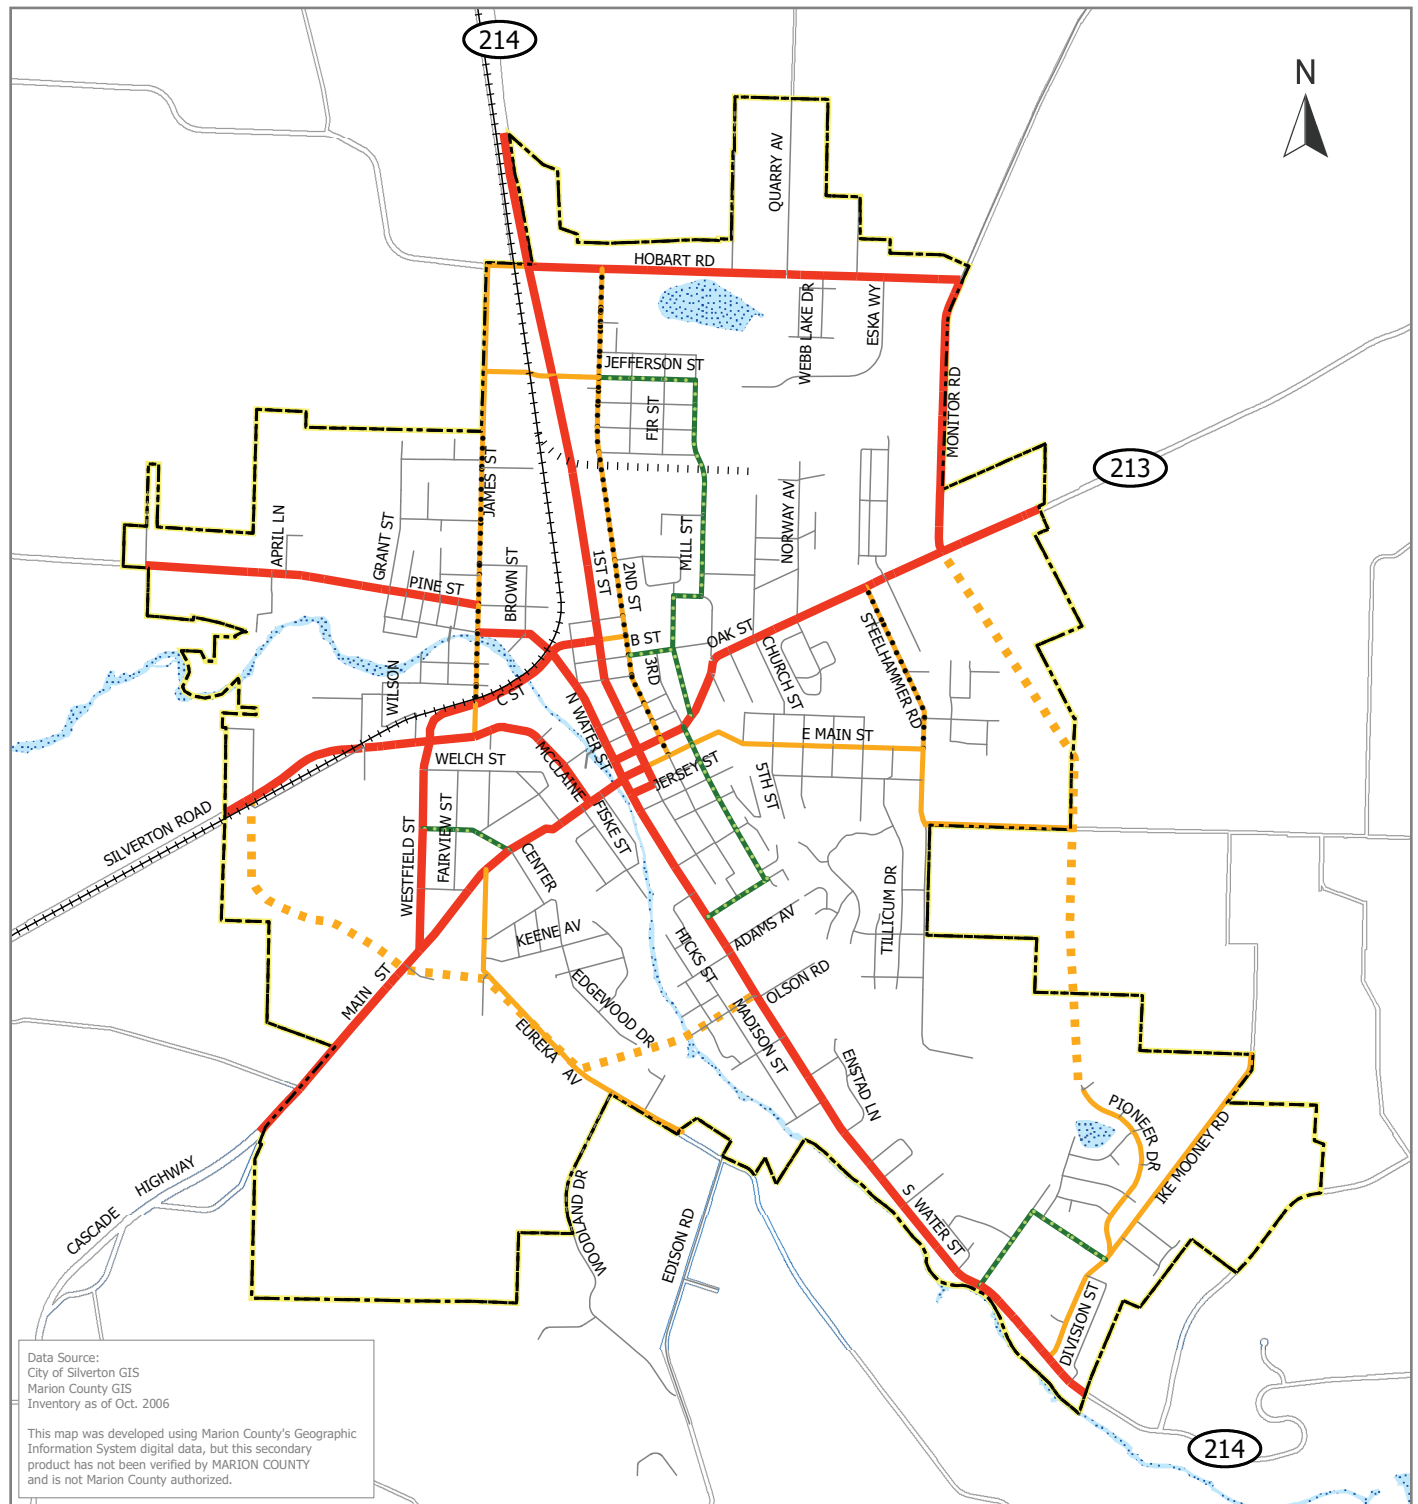 214
N
QUARRY AV
HOBART RD
WEBB LAKE DR
ESKA WY
JEFFERSON ST
FIR ST
MONITOR RD
213
JAMES ST
APRIL LN
GRANT ST
PINE ST
BROWN ST
1ST ST
2ND ST
MILL ST
NORWAY AV
B ST
3RD
OAK ST
CHURCH ST
STEELHAMMER RD
WILSON
C ST
N WATER ST
E MAIN ST
WELCH ST
MCCLAINE
JERSEY ST
5TH ST
FISKE ST
SILVERTON ROAD
WESTFIELD ST
FAIRVIEW ST
CENTER
TILLICUM DR
KEENE AV
HICKS ST
ADAMS AV
MAIN ST
EDGEWOOD DR
OLSON RD
MADISON ST
EUREKA AV
ENSTAD LN
PIONEER DR
IKE MOONEY RD
CASCADE HIGHWAY
WOODLAND DR
EDISON RD
S WATER ST
DIVISION ST
214
Data Source:
City of Silverton GIS
Marion County GIS
Inventory as of Oct. 2006
This map was developed using Marion County's Geographic
Information System digital data, but this secondary
product has not been verified by MARION COUNTY
and is not Marion County authorized.